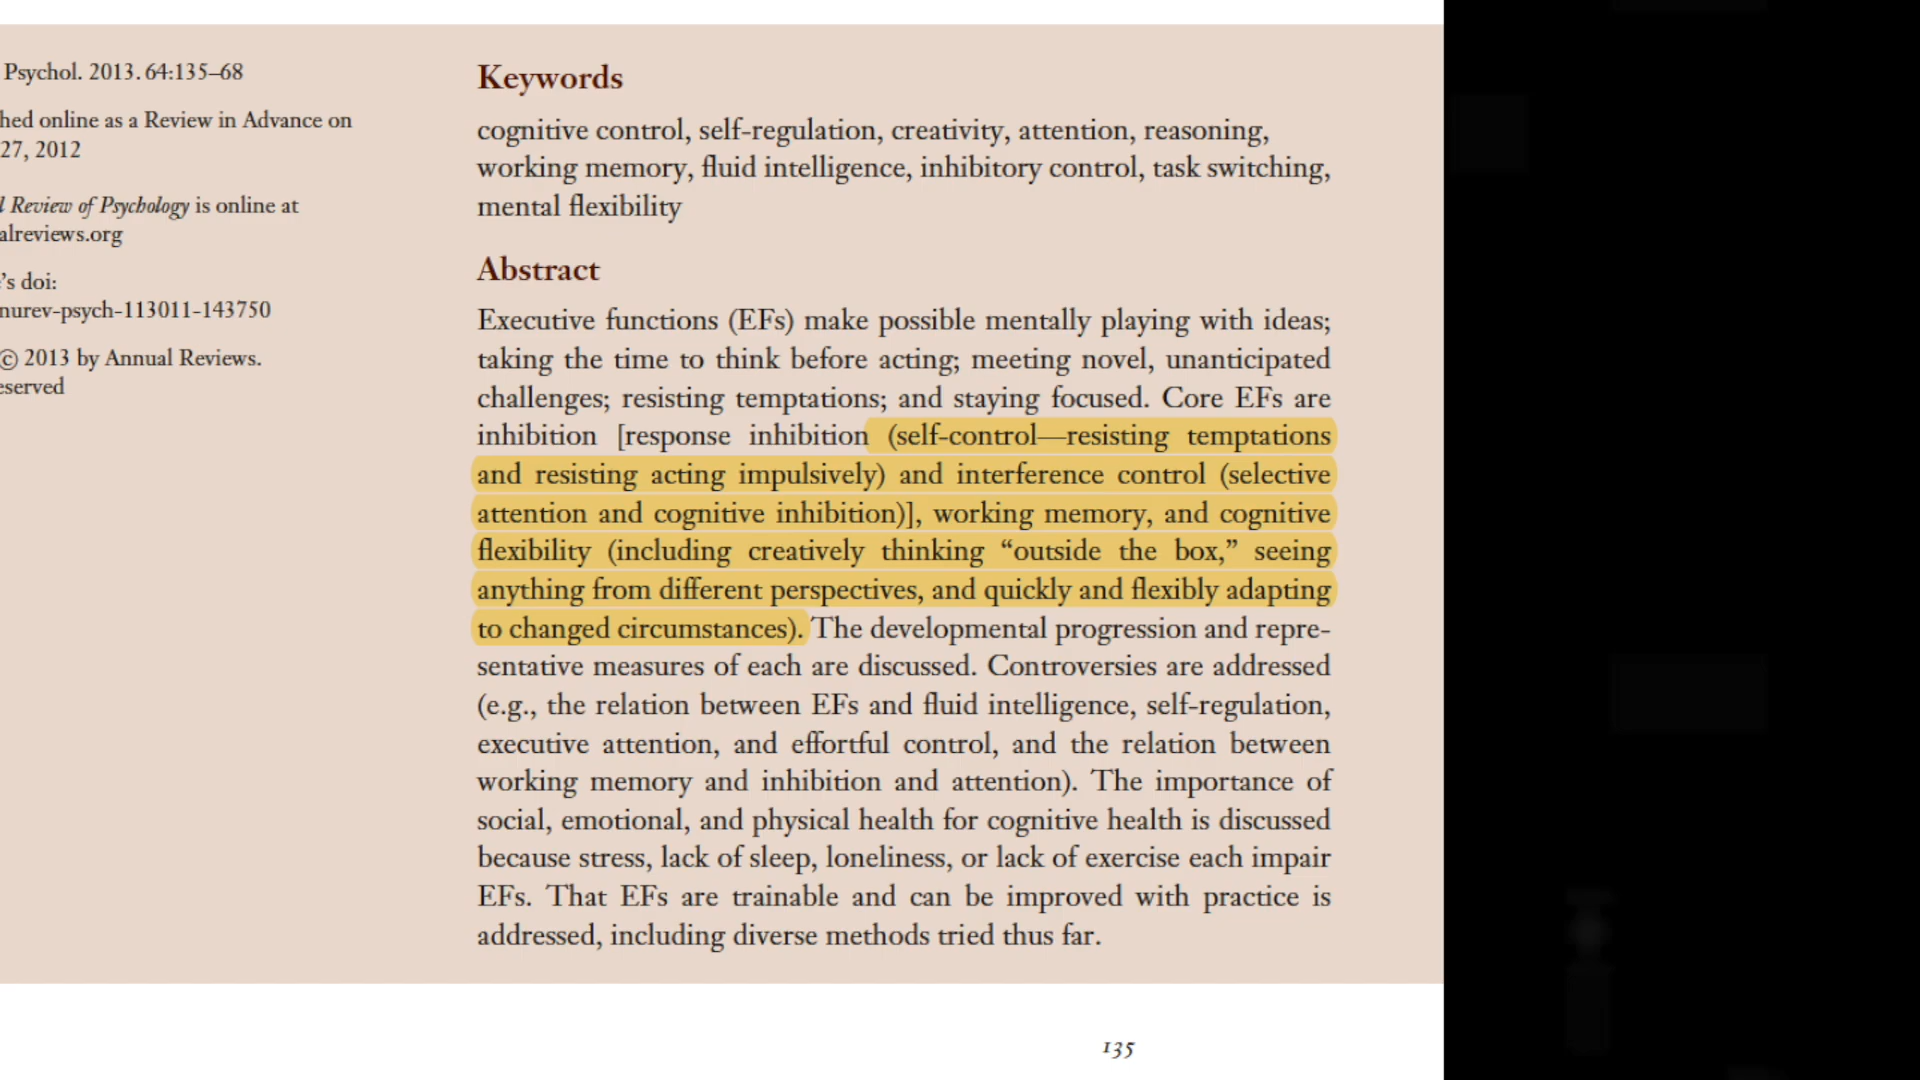 Psychol. 2013. 64:135–68
hed online as a Review in Advance on
27, 2012
l Review of Psychology is online at
alreviews.org
’s doi:
nurev-psych-113011-143750
© 2013 by Annual Reviews.
eserved
Keywords
cognitive control, self-regulation, creativity, attention, reasoning,
working memory, fluid intelligence, inhibitory control, task switching,
mental flexibility
Abstract
Executive functions (EFs) make possible mentally playing with ideas;
taking the time to think before acting; meeting novel, unanticipated
challenges; resisting temptations; and staying focused. Core EFs are
inhibition [response inhibition (self-control—resisting temptations
and resisting acting impulsively) and interference control (selective
attention and cognitive inhibition)], working memory, and cognitive
flexibility (including creatively thinking “outside the box,” seeing
anything from different perspectives, and quickly and flexibly adapting
to changed circumstances). The developmental progression and repre-
sentative measures of each are discussed. Controversies are addressed
(e.g., the relation between EFs and fluid intelligence, self-regulation,
executive attention, and effortful control, and the relation between
working memory and inhibition and attention). The importance of
social, emotional, and physical health for cognitive health is discussed
because stress, lack of sleep, loneliness, or lack of exercise each impair
EFs. That EFs are trainable and can be improved with practice is
addressed, including diverse methods tried thus far.
135